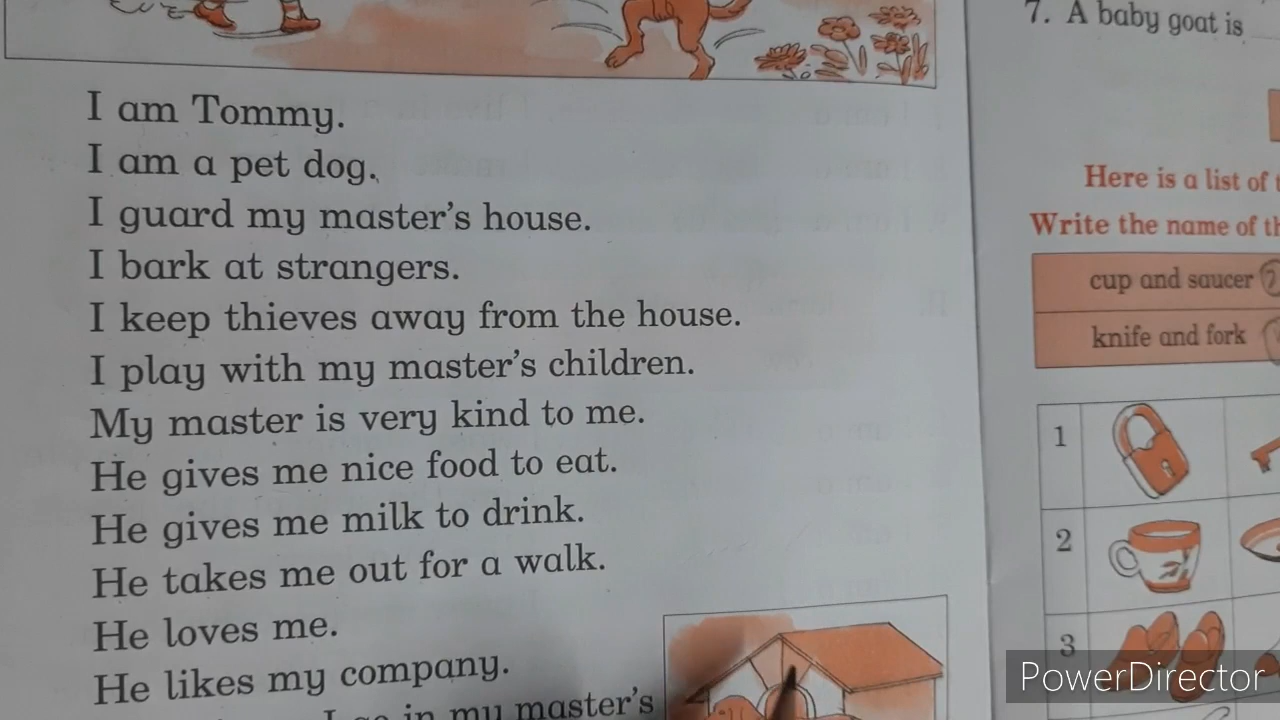 I am Tommy.
I am a pet dog.
I guard my master's house.
I bark at strangers.
I keep thieves away from the house.
I play with my master's children.
My master is very kind to me.
He gives me nice food to eat.
He gives me milk to drink.
He takes me out for a walk.
He loves me.
He likes my company.
in my master's
7. A baby goat is
Here is a list of
Write the name of
cup and saucer
knife and fork
1
2
3
PowerDirector